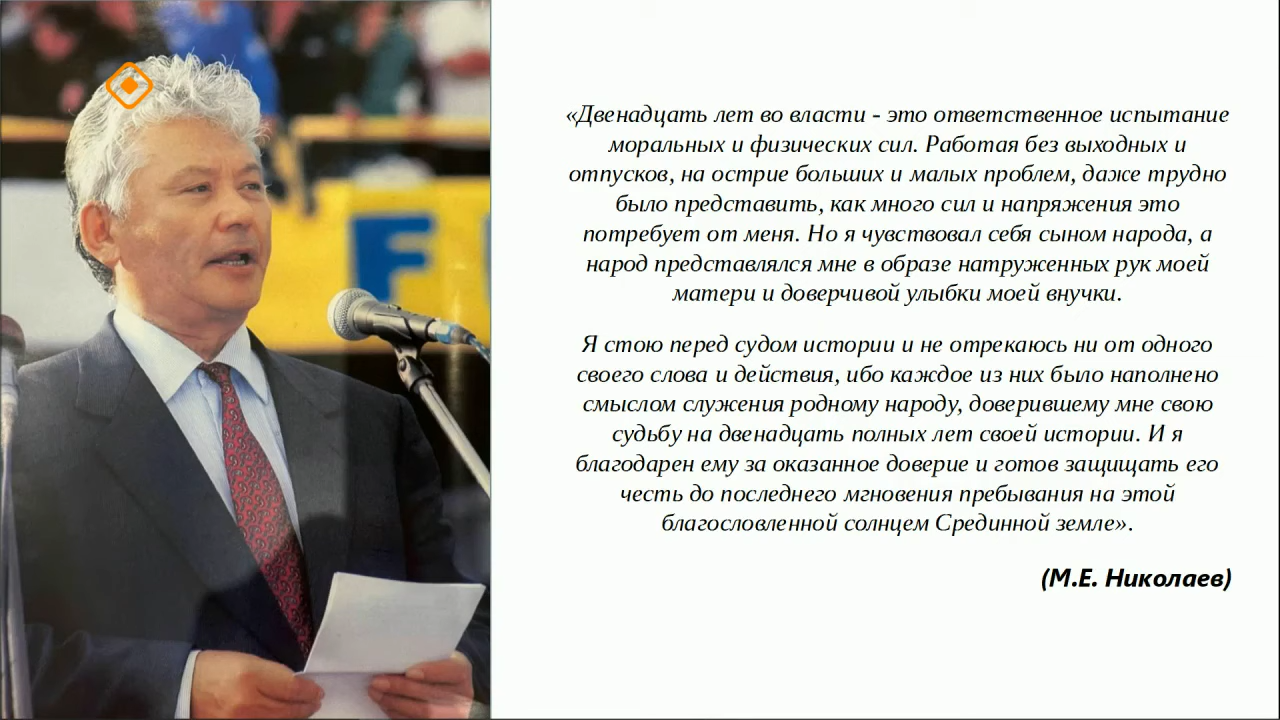 F
«Двенадцать лет во власти - это ответственное испытание
моральных и физических сил. Работая без выходных и
отпусков, на острие больших и малых проблем, даже трудно
было представить, как много сил и напряжения это
потребует от меня. Но я чувствовал себя сыном народа, а
народ представлялся мне в образе натруженных рук моей
матери и доверчивой улыбки моей внучки.
Я стою перед судом истории и не отрекаюсь ни от одного
своего слова и действия, ибо каждое из них было наполнено
смыслом служения родному народу, доверившему мне свою
судьбу на двенадцать полных лет своей истории. И я
благодарен ему за оказанное доверие и готов защищать его
честь до последнего мгновения пребывания на этой
благословленной солнцем Срединной земле».
(М.Е. Николаев)